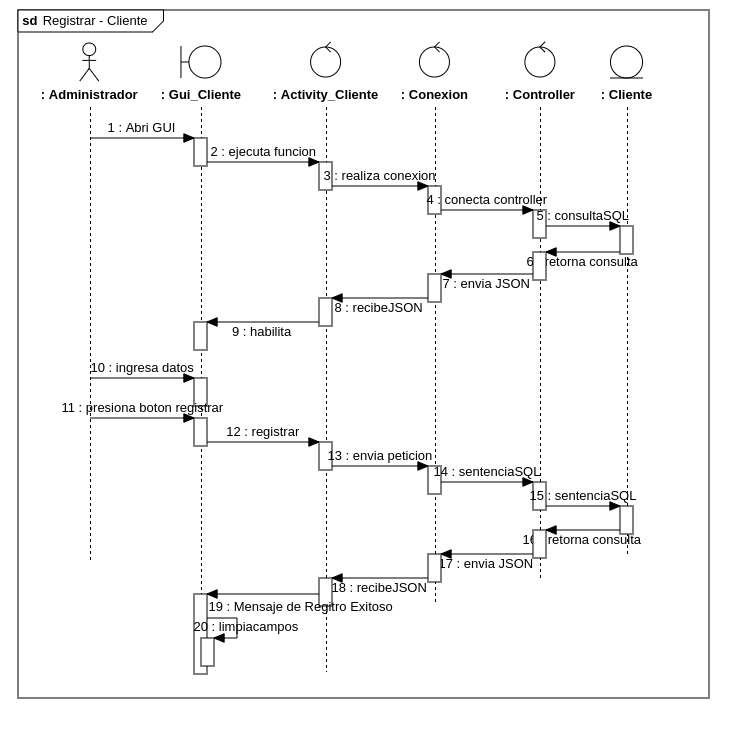 sd Registrar - Cliente
: Administrador : Gui_Cliente : Activity_Cliente : Conexion : Controller : Cliente
1 : Abri GUI
2 : ejecuta funcion
3 : realiza conexion
4 : conecta controller
5 : consultaSQL
6 : retorna consulta
7 : envia JSON
8 : recibeJSON
9 : habilita
10 : ingresa datos
11 : presiona boton registrar
12 : registrar
13 : envia peticion
14 : sentenciaSQL
15 : sentenciaSQL
16 : retorna consulta
17 : envia JSON
18 : recibeJSON
19 : Mensaje de Regitro Exitoso
20 : limpiacampos